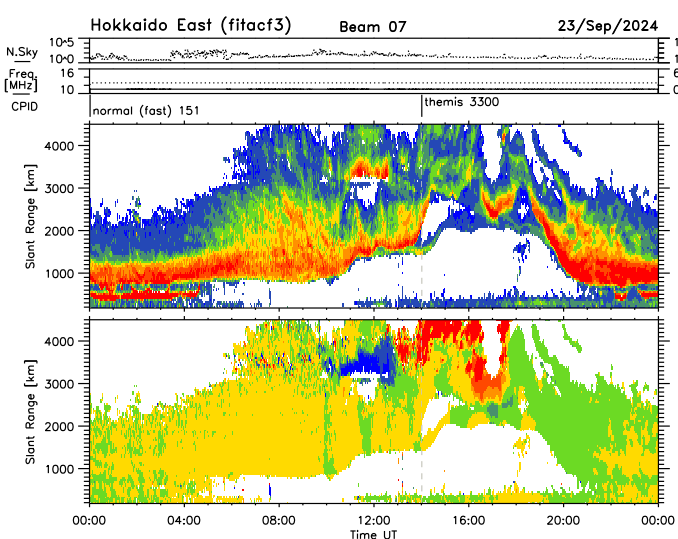 Hokkaido East (fitacf3) Beam 07 23/Sep/2024
10^5
N.Sky
10^0
Freq. 16
[MHz] 10
CPID
normal (fast) 151
themis 3300
4000
3000
2000
1000
Slant Range [km]
4000
3000
2000
1000
Slant Range [km]
00:00 04:00 08:00 12:00 16:00 20:00 00:00
Time UT